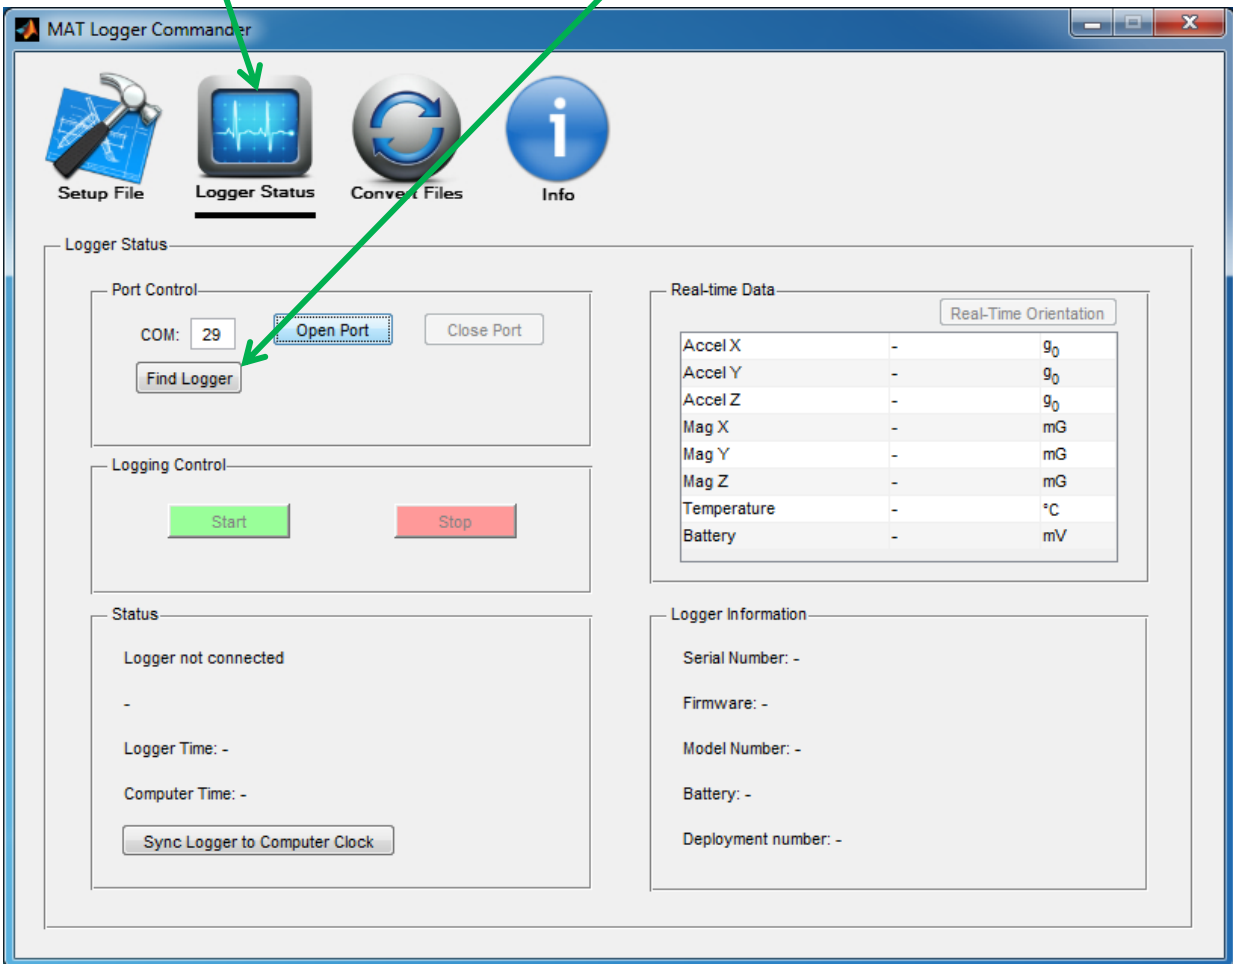 MAT Logger Commander
Setup File
Logger Status
Convert Files
Info
Logger Status
Port Control
COM: 29
Open Port
Close Port
Find Logger
Logging Control
Start
Stop
Status
Logger not connected
-
Logger Time: -
Computer Time: -
Sync Logger to Computer Clock
Real-time Data
Real-Time Orientation
Accel X - g0
Accel Y - g0
Accel Z - g0
Mag X - mG
Mag Y - mG
Mag Z - mG
Temperature - °C
Battery - mV
Logger Information
Serial Number: -
Firmware: -
Model Number: -
Battery: -
Deployment number: -